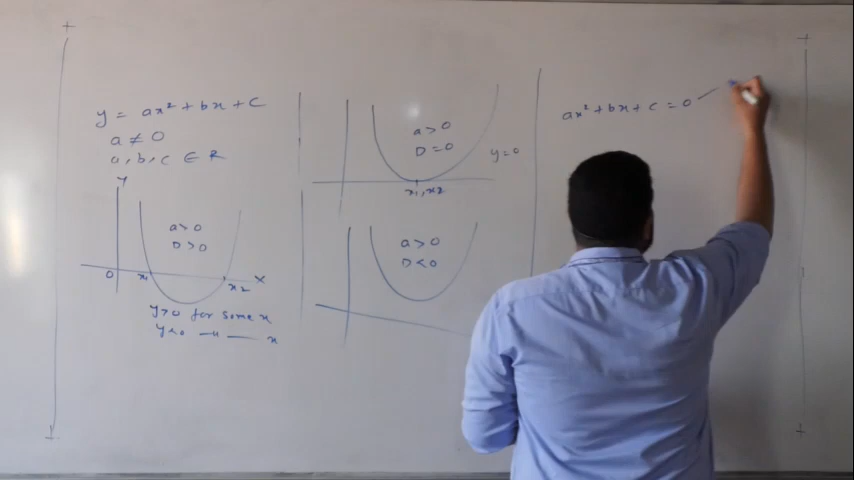 y = ax² + bx + c
a ≠ 0
a, b, c ∈ R
Y
a > 0
D > 0
O x₁ x₂ X
y>0 for some x
y<0 —"—— x
a > 0
D = 0
y = 0
x₁, x₂
a > 0
D < 0
ax² + bx + c = 0